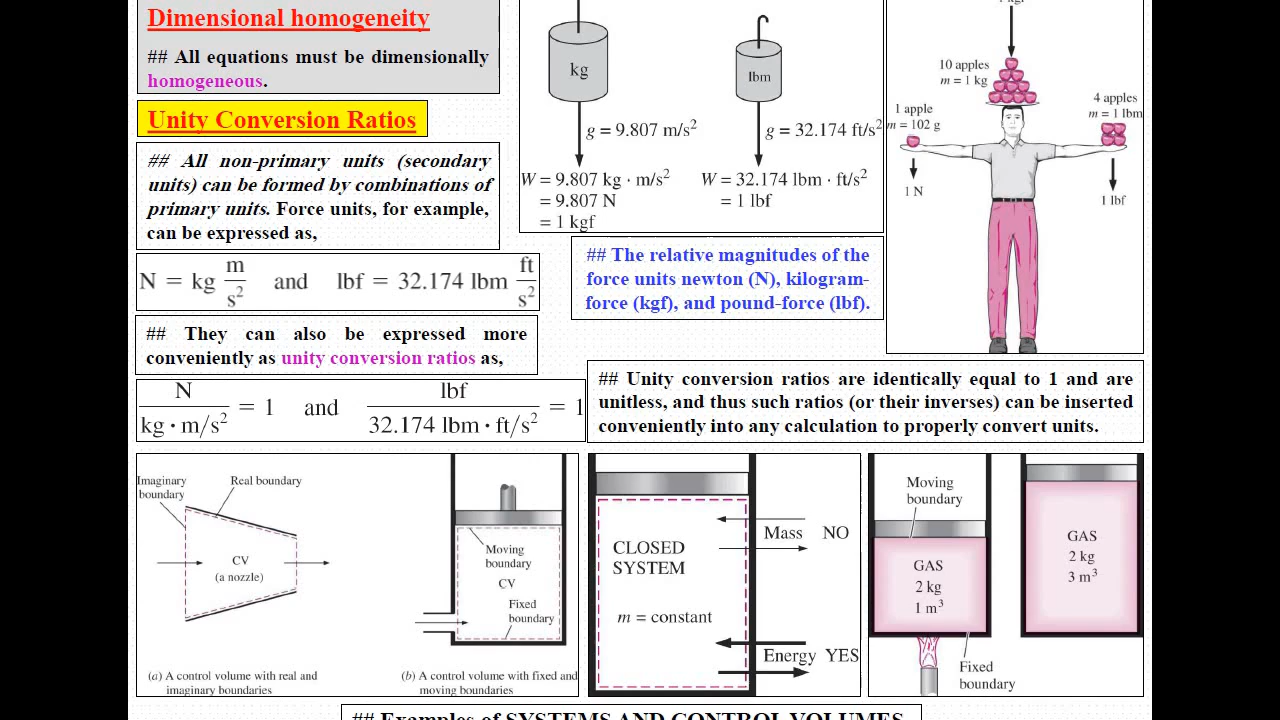 Dimensional homogeneity
## All equations must be dimensionally
homogeneous.
Unity Conversion Ratios
## All non-primary units (secondary
units) can be formed by combinations of
primary units. Force units, for example,
can be expressed as,
N = kg m/s² and lbf = 32.174 lbm ft/s²
## They can also be expressed more
conveniently as unity conversion ratios as,
N/(kg · m/s²) = 1 and lbf/(32.174 lbm · ft/s²) = 1
kg
g = 9.807 m/s²
W = 9.807 kg · m/s²
= 9.807 N
= 1 kgf
lbm
g = 32.174 ft/s²
W = 32.174 lbm · ft/s²
= 1 lbf
## The relative magnitudes of the
force units newton (N), kilogram-
force (kgf), and pound-force (lbf).
10 apples
m = 1 kg
1 apple
m = 102 g
1 N
4 apples
m = 1 lbm
1 lbf
## Unity conversion ratios are identically equal to 1 and are
unitless, and thus such ratios (or their inverses) can be inserted
conveniently into any calculation to properly convert units.
Imaginary
boundary
Real boundary
CV
(a nozzle)
(a) A control volume with real and
imaginary boundaries
Moving
boundary
CV
Fixed
boundary
(b) A control volume with fixed and
moving boundaries
CLOSED
SYSTEM
m = constant
Mass NO
Energy YES
Moving
boundary
GAS
2 kg
1 m³
Fixed
boundary
GAS
2 kg
3 m³
## Examples of SYSTEMS AND CONTROL VOLUMES